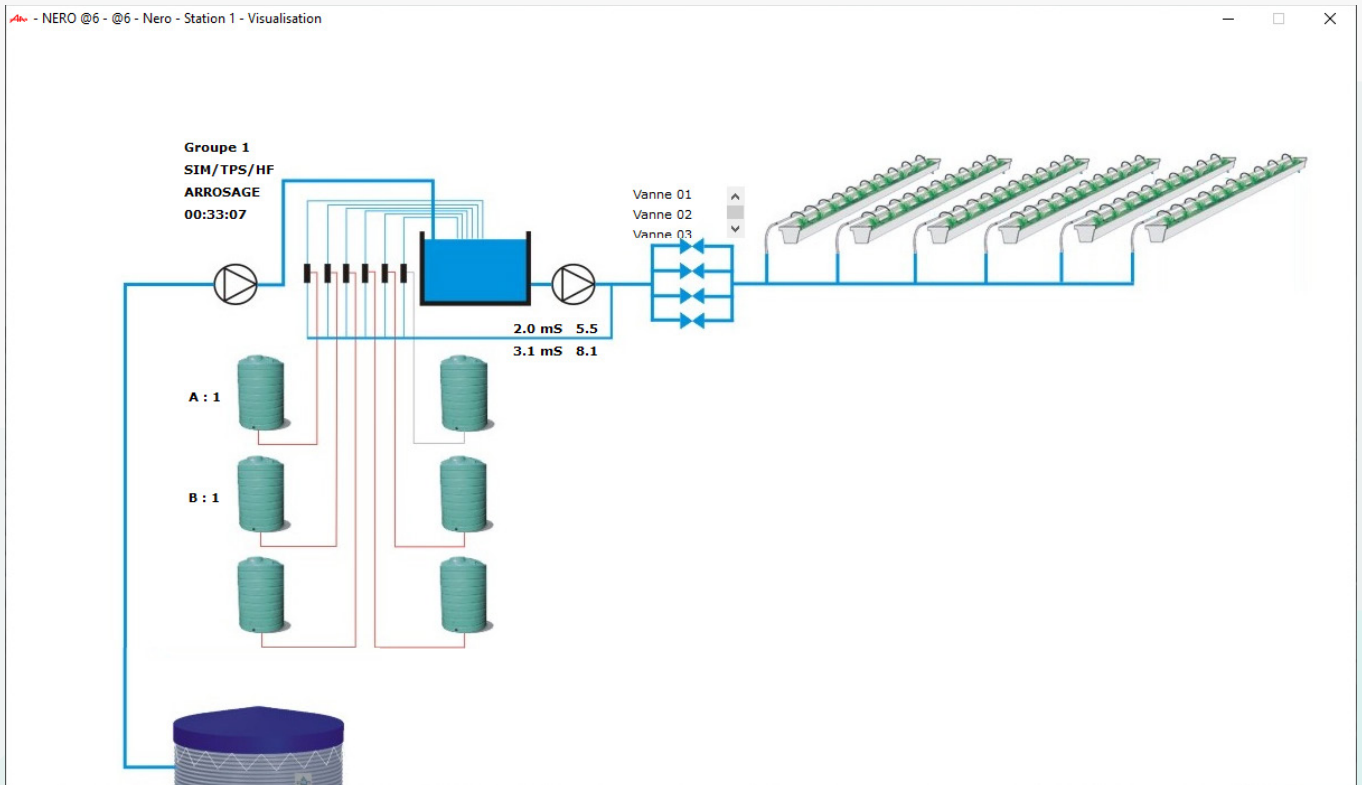 - NERO @6 - @6 - Nero - Station 1 - Visualisation
Groupe 1
SIM/TPS/HF
ARROSAGE
00:33:07
Vanne 01
Vanne 02
Vanne 03
2.0 mS 5.5
3.1 mS 8.1
A : 1
B : 1